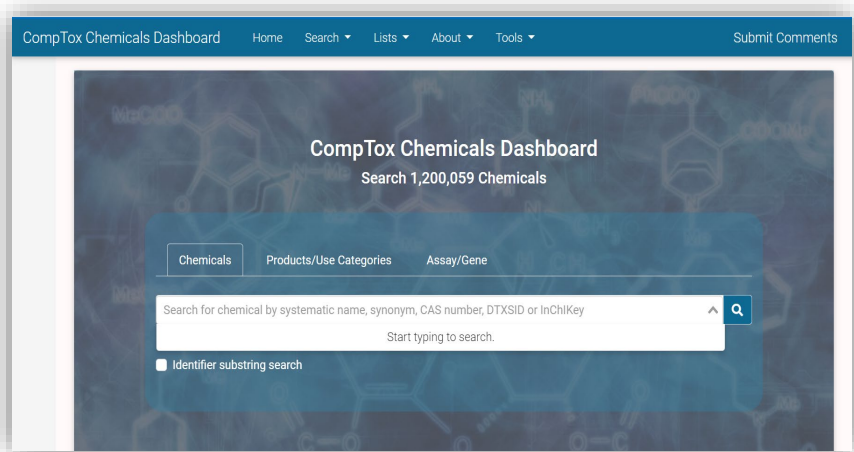 CompTox Chemicals Dashboard Home Search Lists About Tools Submit Comments
CompTox Chemicals Dashboard
Search 1,200,059 Chemicals
Chemicals Products/Use Categories Assay/Gene
Search for chemical by systematic name, synonym, CAS number, DTXSID or InChIKey
Start typing to search.
Identifier substring search